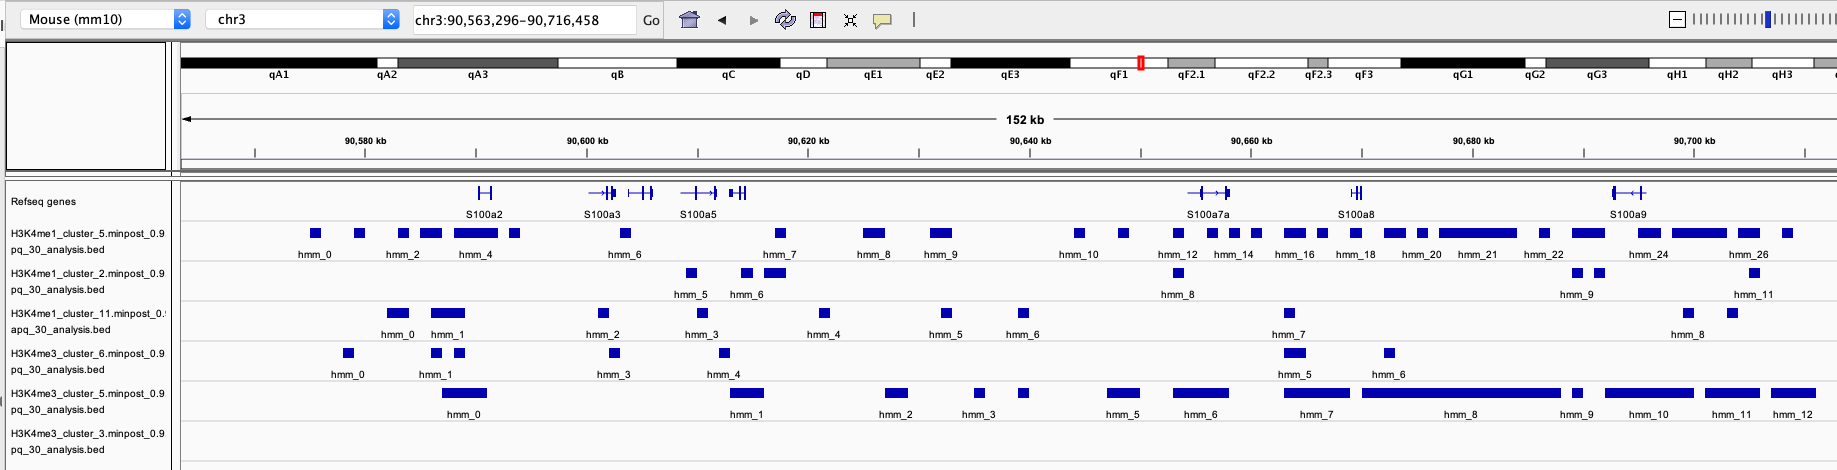 Mouse (mm10) chr3 chr3:90,563,296-90,716,458 Go
qA1 qA2 qA3 qB qC qD qE1 qE2 qE3 qF1 qF2.1 qF2.2 qF2.3 qF3 qG1 qG2 qG3 qH1 qH2 qH3
152 kb
90,580 kb 90,600 kb 90,620 kb 90,640 kb 90,660 kb 90,680 kb 90,700 kb
Refseq genes
S100a2 S100a3 S100a5 S100a7a S100a8 S100a9
H3K4me1_cluster_5.minpost_0.9
pq_30_analysis.bed
hmm_0 hmm_2 hmm_4 hmm_6 hmm_7 hmm_8 hmm_9 hmm_10 hmm_12 hmm_14 hmm_16 hmm_18 hmm_20 hmm_21 hmm_22 hmm_24 hmm_26
H3K4me1_cluster_2.minpost_0.9
pq_30_analysis.bed
hmm_5 hmm_6 hmm_8 hmm_9 hmm_11
H3K4me1_cluster_11.minpost_0.
apq_30_analysis.bed
hmm_0 hmm_1 hmm_2 hmm_3 hmm_4 hmm_5 hmm_6 hmm_7 hmm_8
H3K4me3_cluster_6.minpost_0.9
pq_30_analysis.bed
hmm_0 hmm_1 hmm_3 hmm_4 hmm_5 hmm_6
H3K4me3_cluster_5.minpost_0.9
pq_30_analysis.bed
hmm_0 hmm_1 hmm_2 hmm_3 hmm_5 hmm_6 hmm_7 hmm_8 hmm_9 hmm_10 hmm_11 hmm_12
H3K4me3_cluster_3.minpost_0.9
pq_30_analysis.bed